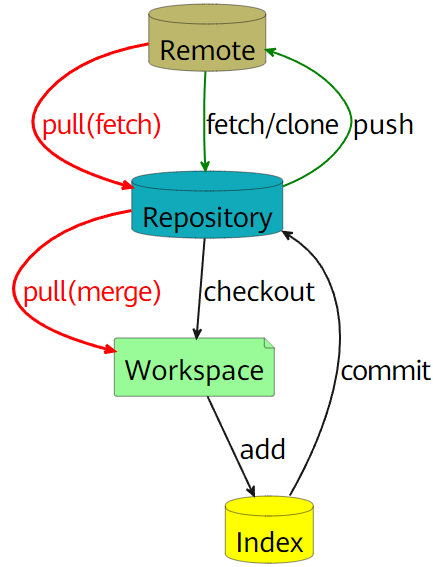 Remote
pull(fetch)
fetch/clone
push
Repository
pull(merge)
checkout
Workspace
commit
add
Index